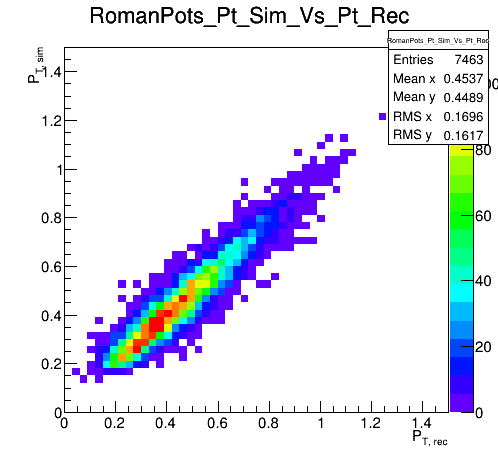 RomanPots_Pt_Sim_Vs_Pt_Rec
RomanPots_Pt_Sim_Vs_Pt_Rec
Entries 7463
Mean x 0.4537
Mean y 0.4489
RMS x 0.1696
RMS y 0.1617
P_T, sim
1.4
1.2
1
0.8
0.6
0.4
0.2
0
80
60
40
20
0
0 0.2 0.4 0.6 0.8 1 1.2 1.4
P_T, rec